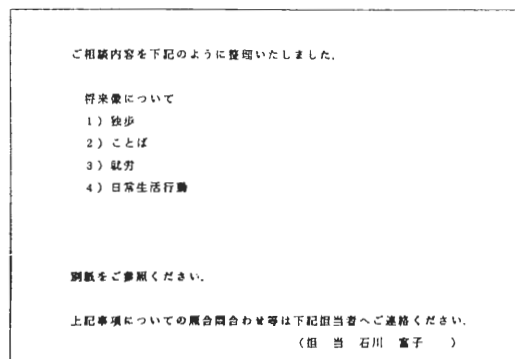 ご相談内容を下記のように整理いたしました.
将来像について
1) 独歩
2) ことば
3) 就労
4) 日常生活行動
別紙をご参照ください.
上記事項についての照合問合わせ等は下記担当者へご連絡ください.
(担 当 石川 富子 )